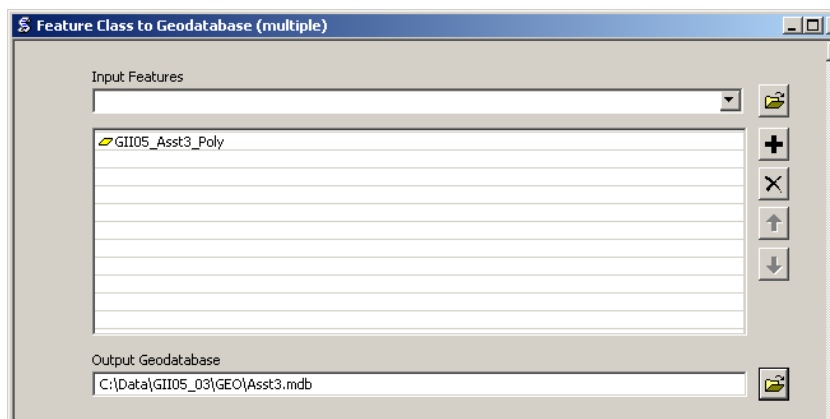 Feature Class to Geodatabase (multiple)
Input Features
GII05_Asst3_Poly
Output Geodatabase
C:\Data\GII05_03\GEO\Asst3.mdb